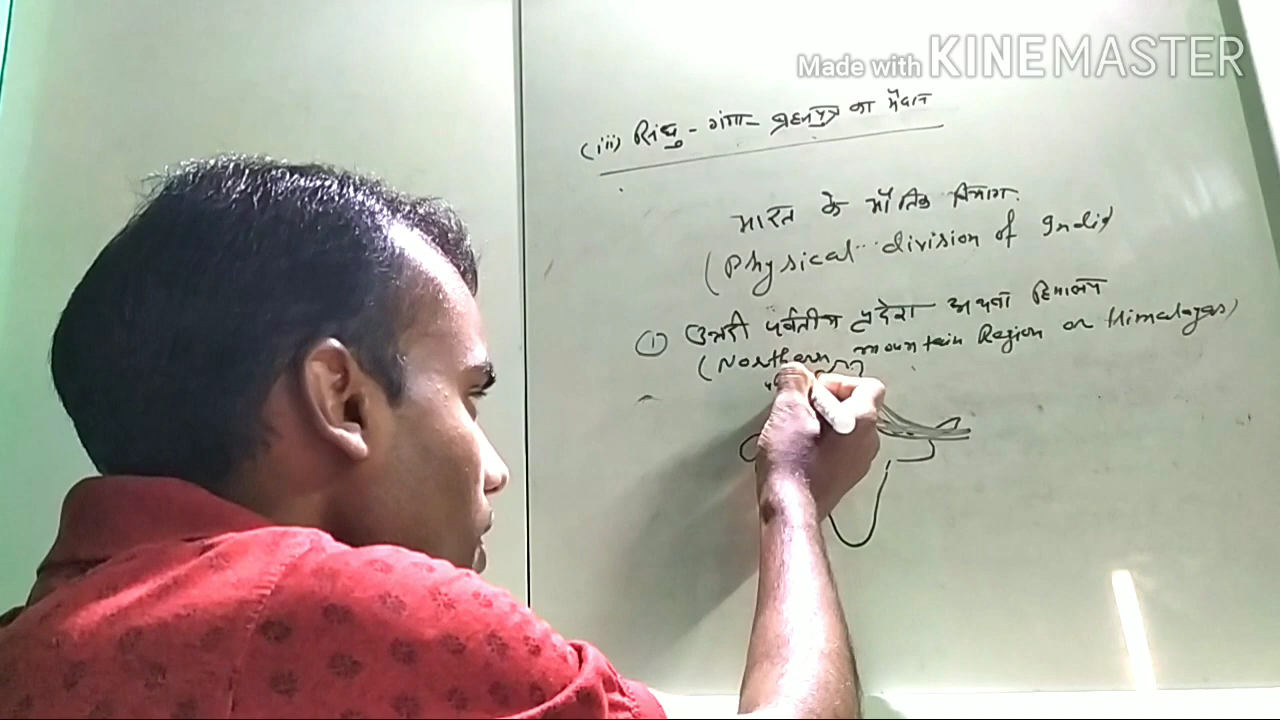 Made with KINEMASTER
(iii) सिंधु - गंगा - ब्रह्मपुत्र का मैदान
भारत के भौतिक विभाग.
(Physical division of India
① उत्तरी पर्वतीय प्रदेश अथवा हिमालय
(Northern mountain Region or Himalayas)